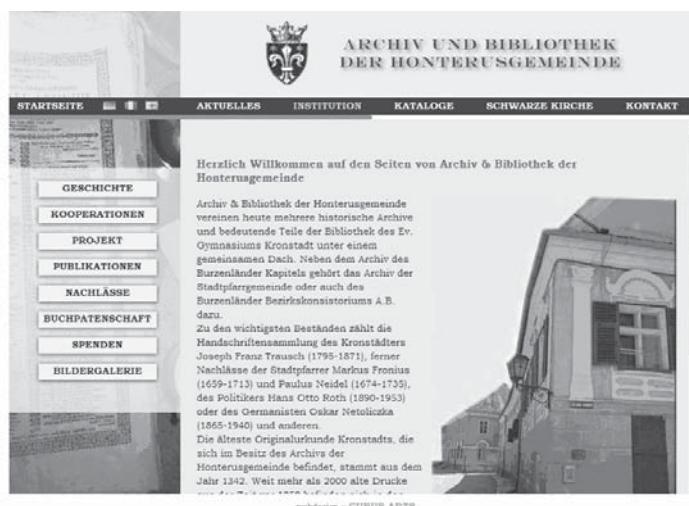 ARCHIV UND BIBLIOTHEK
DER HONTERUSGEMEINDE
STARTSEITE
AKTUELLES
INSTITUTION
KATALOGE
SCHWARZE KIRCHE
KONTAKT
GESCHICHTE
KOOPERATIONEN
PROJEKT
PUBLIKATIONEN
NACHLÄSSE
BUCHPATENSCHAFT
SPENDEN
BILDERGALERIE
Herzlich Willkommen auf den Seiten von Archiv & Bibliothek der
Honterusgemeinde
Archiv & Bibliothek der Honterusgemeinde
vereinen heute mehrere historische Archive
und bedeutende Teile der Bibliothek des Ev.
Gymnasiums Kronstadt unter einem
gemeinsamen Dach. Neben dem Archiv des
Burzenländer Kapitels gehört das Archiv der
Stadtpfarrgemeinde oder auch des
Burzenländer Bezirkskonsistoriums A.B.
dazu.
Zu den wichtigsten Beständen zählt die
Handschriftensammlung des Kronstädters
Joseph Franz Trausch (1795-1871), ferner
Nachlässe der Stadtpfarrer Markus Fronius
(1659-1713) und Paulus Neidel (1674-1735),
des Politikers Hans Otto Roth (1890-1953)
oder des Germanisten Oskar Netoliczka
(1865-1940) und anderen.
Die älteste Originalurkunde Kronstadts, die
sich im Besitz des Archivs der
Honterusgemeinde befindet, stammt aus dem
Jahr 1342. Weit mehr als 2000 alte Drucke